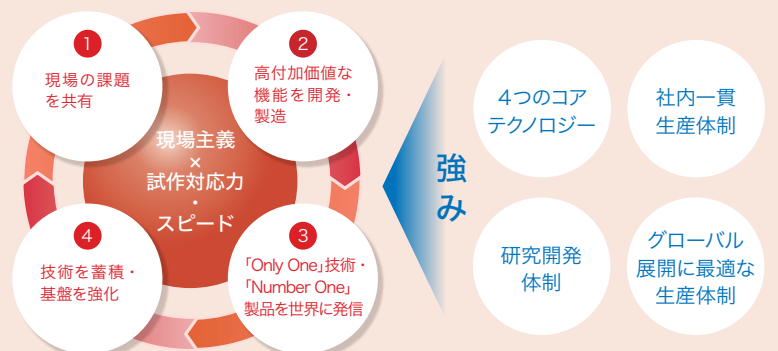 1
現場の課題
を共有
2
高付加価値な
機能を開発・
製造
現場主義
×
試作対応力
・
スピード
4
技術を蓄積・
基盤を強化
3
「Only One」技術・
「Number One」
製品を世界に発信
強み
4つのコア
テクノロジー
社内一貫
生産体制
研究開発
体制
グローバル
展開に最適な
生産体制